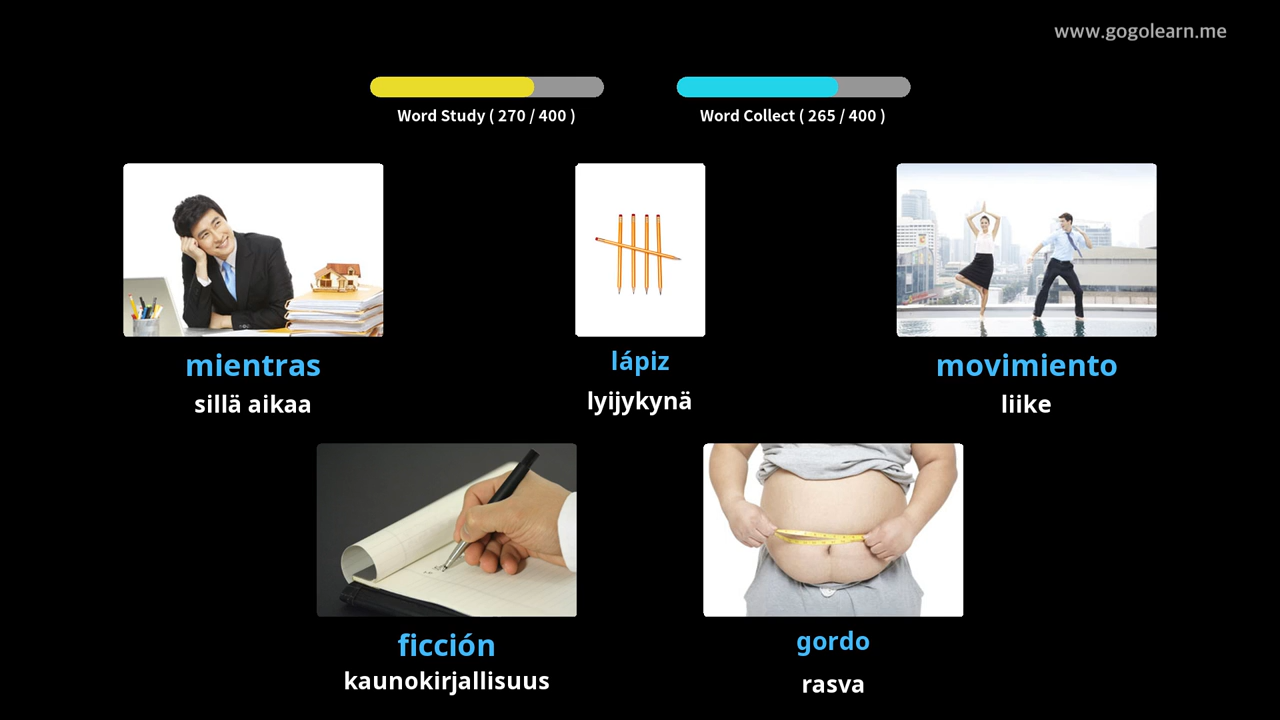 www.gogolearn.me
Word Study ( 270 / 400 )
Word Collect ( 265 / 400 )
mientras
sillä aikaa
lápiz
lyijykynä
movimiento
liike
ficción
kaunokirjallisuus
gordo
rasva